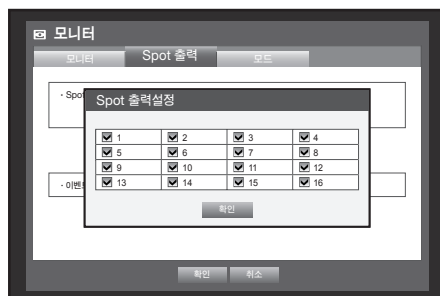 모니터
모니터 Spot 출력 모드
· Spot
Spot 출력설정
1 2 3 4
5 6 7 8
9 10 11 12
13 14 15 16
· 이벤
확인
확인 취소